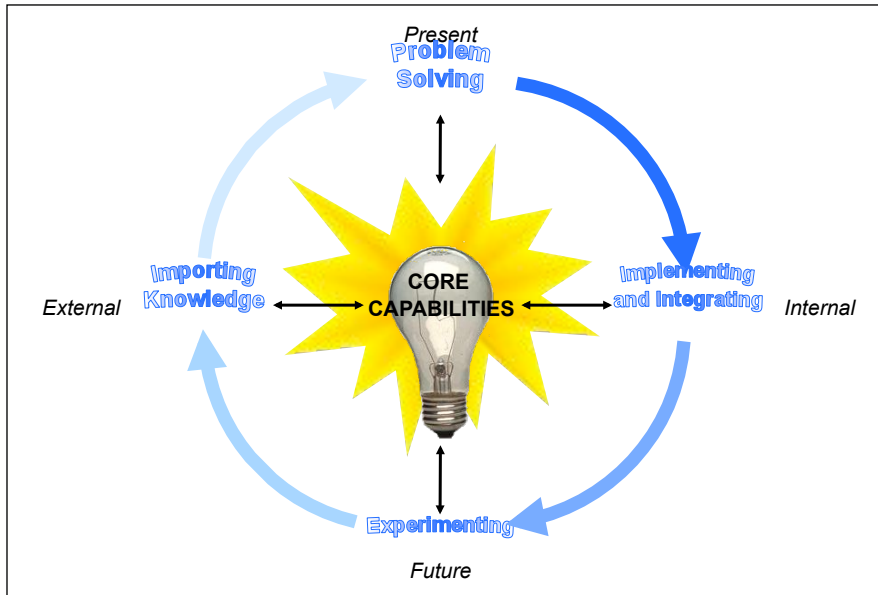 Present
Problem
Solving
Importing
Knowledge
External
CORE
CAPABILITIES
Implementing
and Integrating
Internal
Experimenting
Future